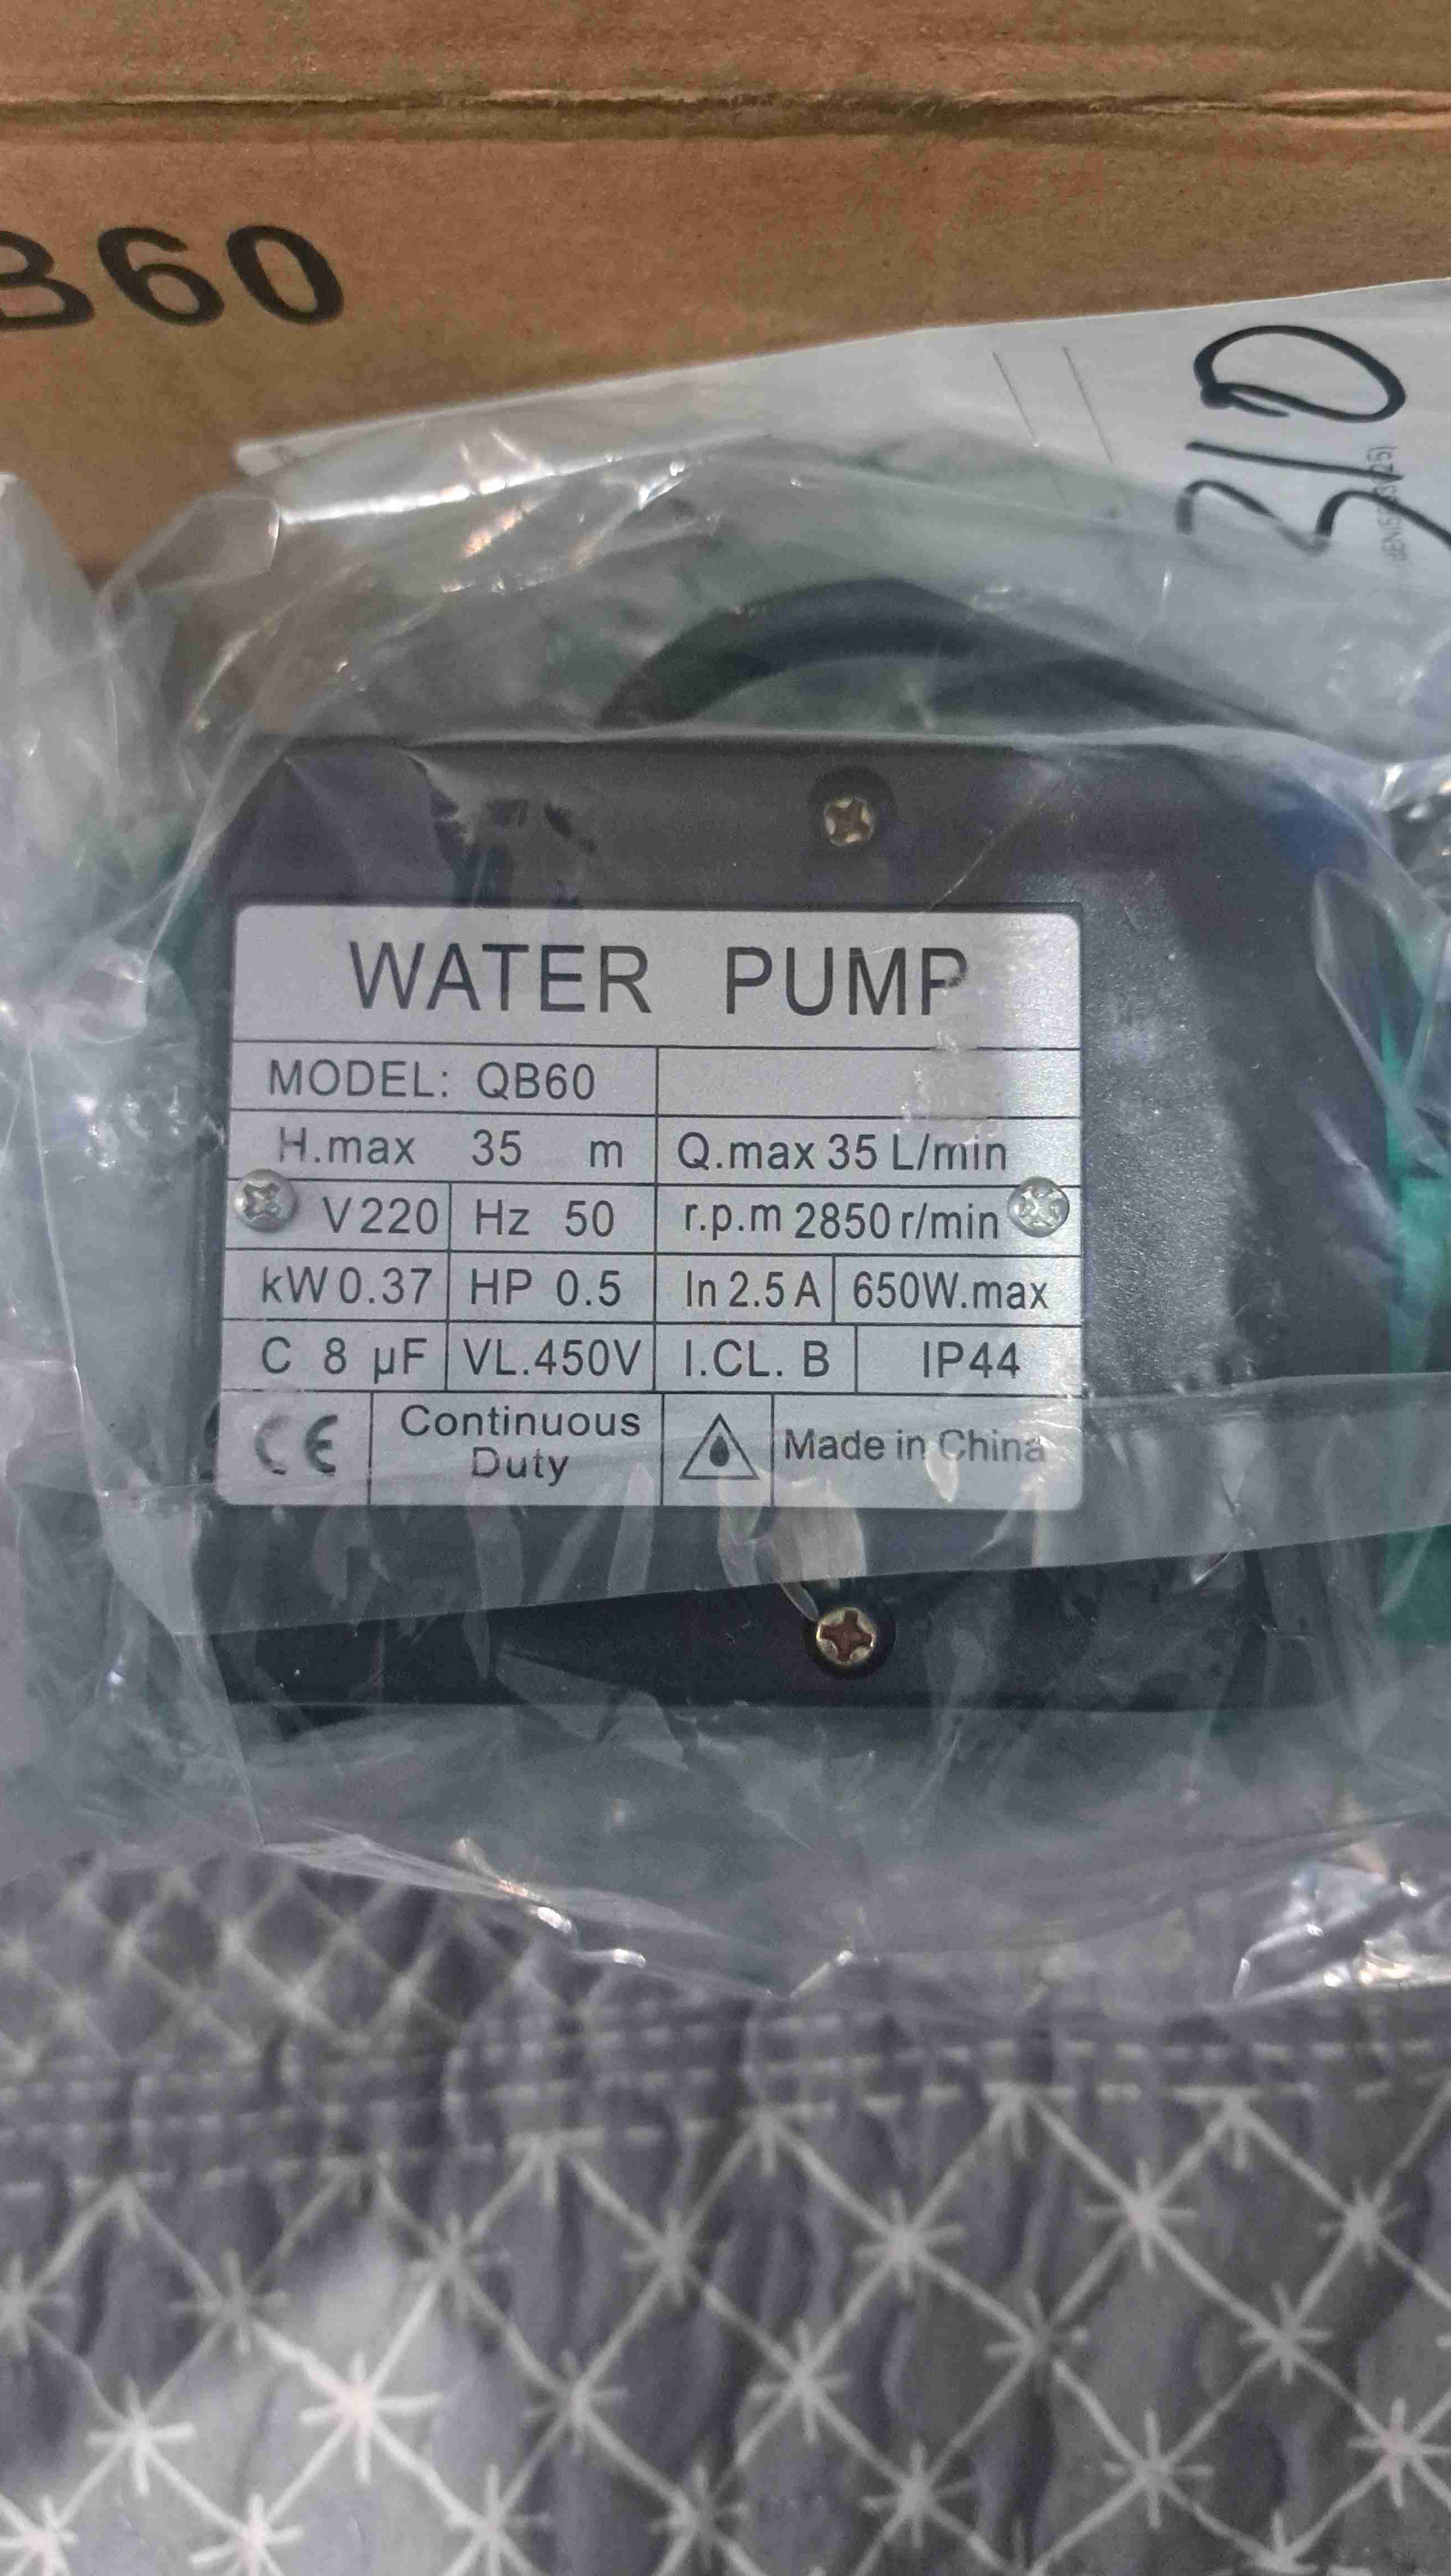 B60
310
WATER PUMP
MODEL: QB60
H.max 35 m Q.max 35 L/min
V 220 Hz 50 r.p.m 2850 r/min
kW 0.37 HP 0.5 In 2.5 A 650W.max
C 8 µF VL.450V I.CL. B IP44
CE Continuous Duty Made in China